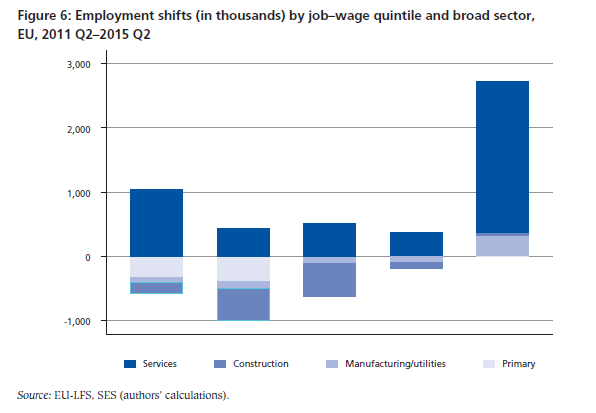 Figure 6: Employment shifts (in thousands) by job–wage quintile and broad sector,
EU, 2011 Q2–2015 Q2
3,000
2,000
1,000
0
-1,000
Services Construction Manufacturing/utilities Primary
Source: EU-LFS, SES (authors' calculations).